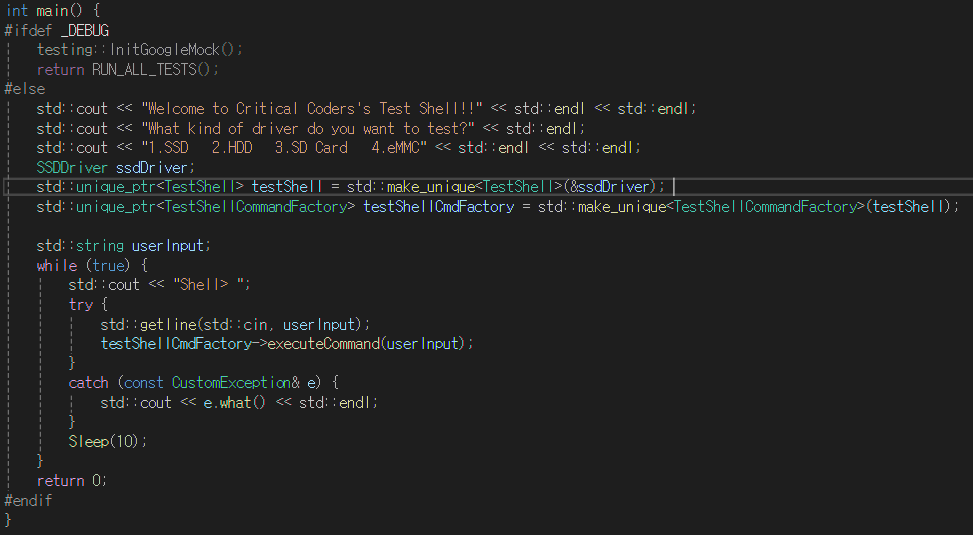 int main() {
#ifdef _DEBUG
    testing::InitGoogleMock();
    return RUN_ALL_TESTS();
#else
    std::cout << "Welcome to Critical Coders's Test Shell!!" << std::endl << std::endl;
    std::cout << "What kind of driver do you want to test?" << std::endl;
    std::cout << "1.SSD   2.HDD   3.SD Card   4.eMMC" << std::endl << std::endl;
    SSDDriver ssdDriver;
    std::unique_ptr<TestShell> testShell = std::make_unique<TestShell>(&ssdDriver);
    std::unique_ptr<TestShellCommandFactory> testShellCmdFactory = std::make_unique<TestShellCommandFactory>(testShell);

    std::string userInput;
    while (true) {
        std::cout << "Shell> ";
        try {
            std::getline(std::cin, userInput);
            testShellCmdFactory->executeCommand(userInput);
        }
        catch (const CustomException& e) {
            std::cout << e.what() << std::endl;
        }
        Sleep(10);
    }
    return 0;
#endif
}